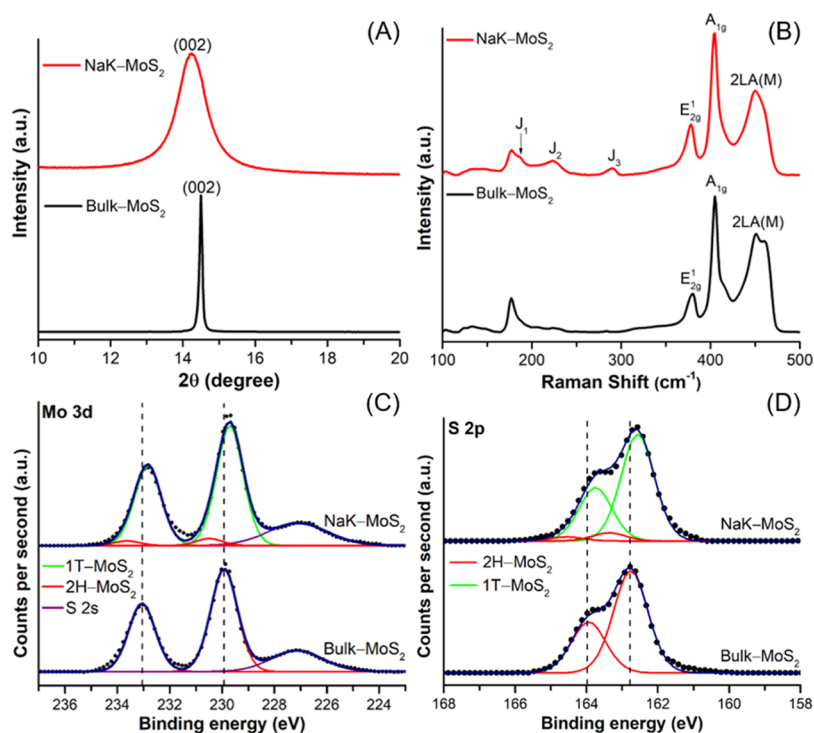 (A)
(002)
NaK–MoS₂
(002)
Bulk–MoS₂
Intensity (a.u.)
10 12 14 16 18 20
2θ (degree)
(B)
A₁g
NaK–MoS₂
2LA(M)
E¹₂g
J₁
J₂
J₃
A₁g
Bulk–MoS₂
2LA(M)
E¹₂g
Intensity (a.u.)
100 200 300 400 500
Raman Shift (cm⁻¹)
Mo 3d
(C)
NaK–MoS₂
1T–MoS₂
2H–MoS₂
S 2s
Bulk–MoS₂
Counts per second (a.u.)
236 234 232 230 228 226 224
Binding energy (eV)
S 2p
(D)
NaK–MoS₂
2H–MoS₂
1T–MoS₂
Bulk–MoS₂
Counts per second (a.u.)
168 166 164 162 160 158
Binding energy (eV)